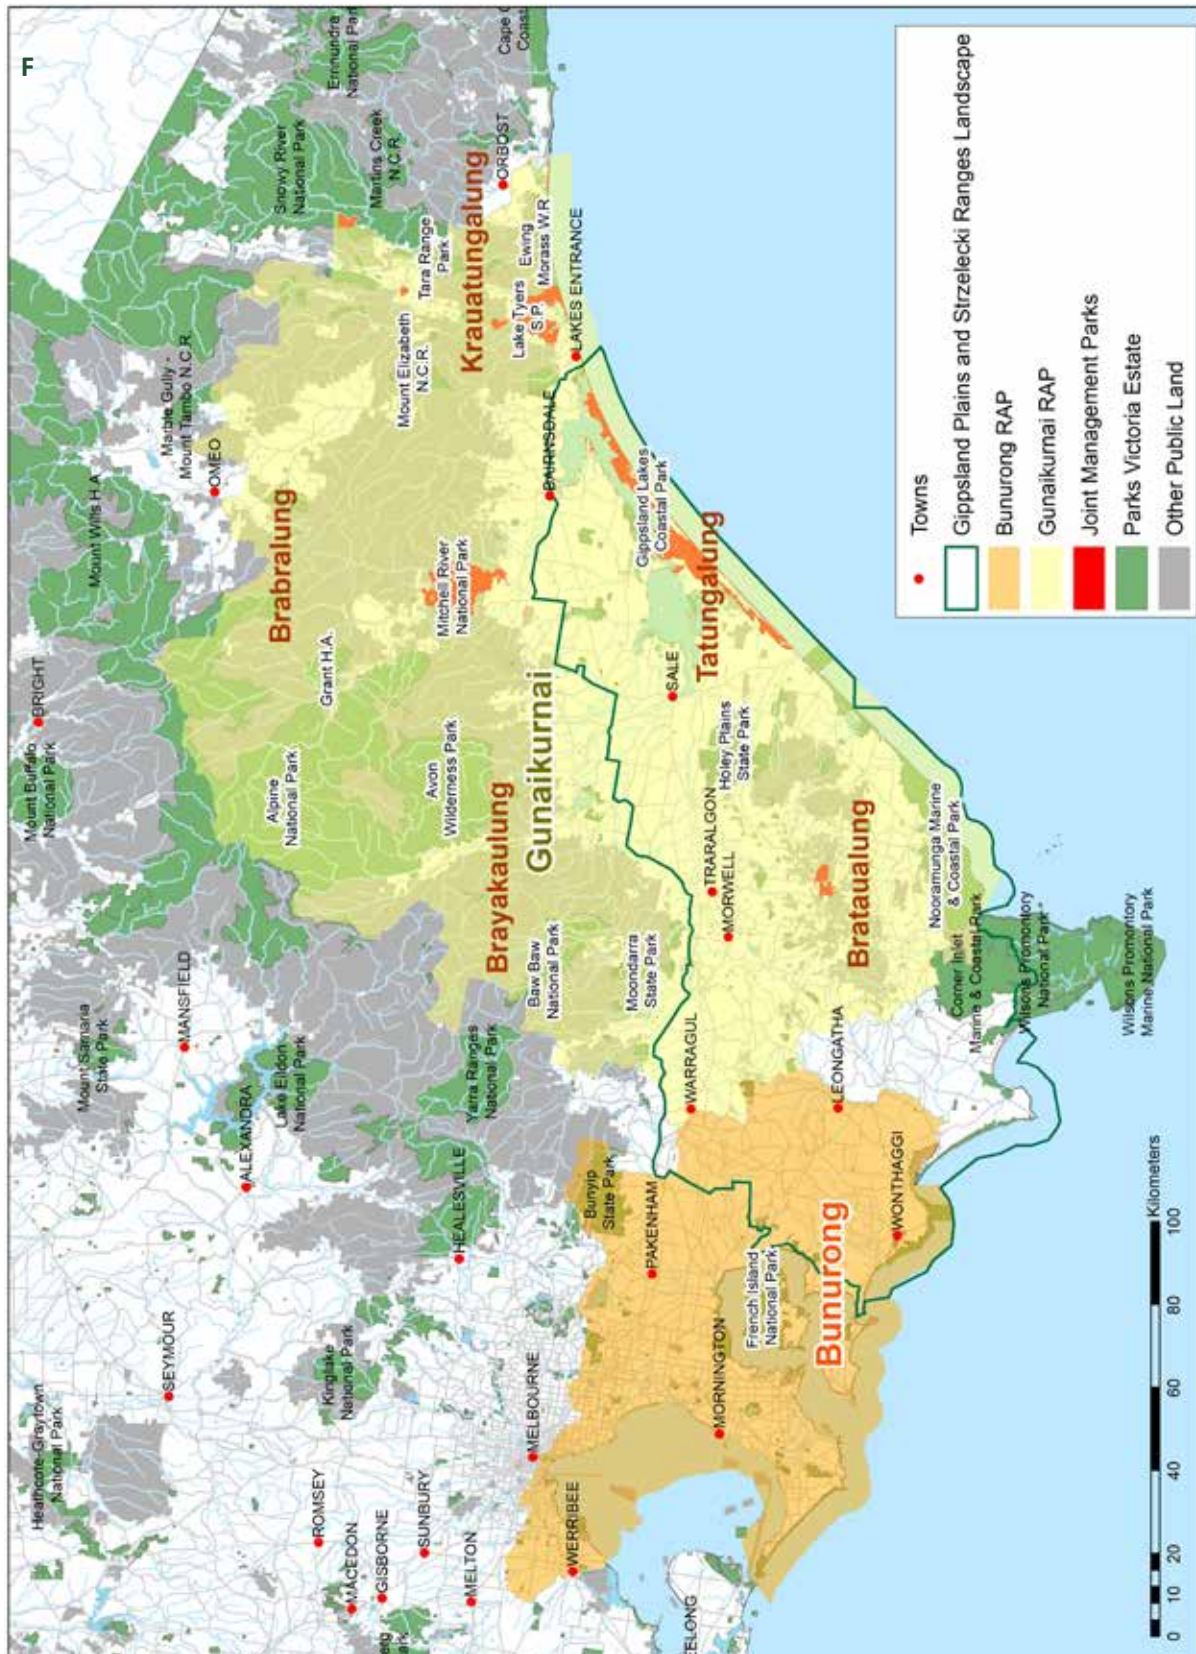 F
Heathcote-Graytown
National Park
SEYMOUR
Mount Samaria
State Park
MANSFIELD
ALEXANDRA
Lake Eildon
National Park
Mount Buffalo
National Park
BRIGHT
Mount Wills H.A.
Marble Gully -
Mount Tambo N.C.R.
OMEO
Snowy River
National Park
Errinundra
National Par
Martins Creek
N.C.R.
Cape C
Coast
ROMSEY
MACEDON
GISBORNE
SUNBURY
MELTON
erg
ark
Kinglake
National Park
HEALESVILLE
Yarra Ranges
National Park
Alpine
National Park
Grant H.A.
Brabralung
Avon
Wilderness Park
Mitchell River
National Park
Mount Elizabeth
N.C.R.
Tara Range
Park
Krauatungalung
ORBOST
Lake Tyers
S.P.
Ewing
Morass W.R
LAKES ENTRANCE
Brayakaulung
Gunaikurnai
Baw Baw
National Park
BAIRNSDALE
MELBOURNE
WERRIBEE
Bunyip
State Park
PAKENHAM
Moondarra
State Park
WARRAGUL
Gippsland Lakes
Coastal Park
SALE
Tatungalung
TRARALGON
MORWELL
Holey Plains
State Park
MORNINGTON
French Island
National Park
Bunurong
LEONGATHA
Brataualung
WONTHAGGI
EELONG
Nooramunga Marine
& Coastal Park
Corner Inlet
Marine & Coastal Park
Wilsons Promontory
National Park
Wilsons Promontory
Marine National Park
0 10 20 40 60 80 100
Kilometers
Towns
Gippsland Plains and Strzelecki Ranges Landscape
Bunurong RAP
Gunaikurnai RAP
Joint Management Parks
Parks Victoria Estate
Other Public Land